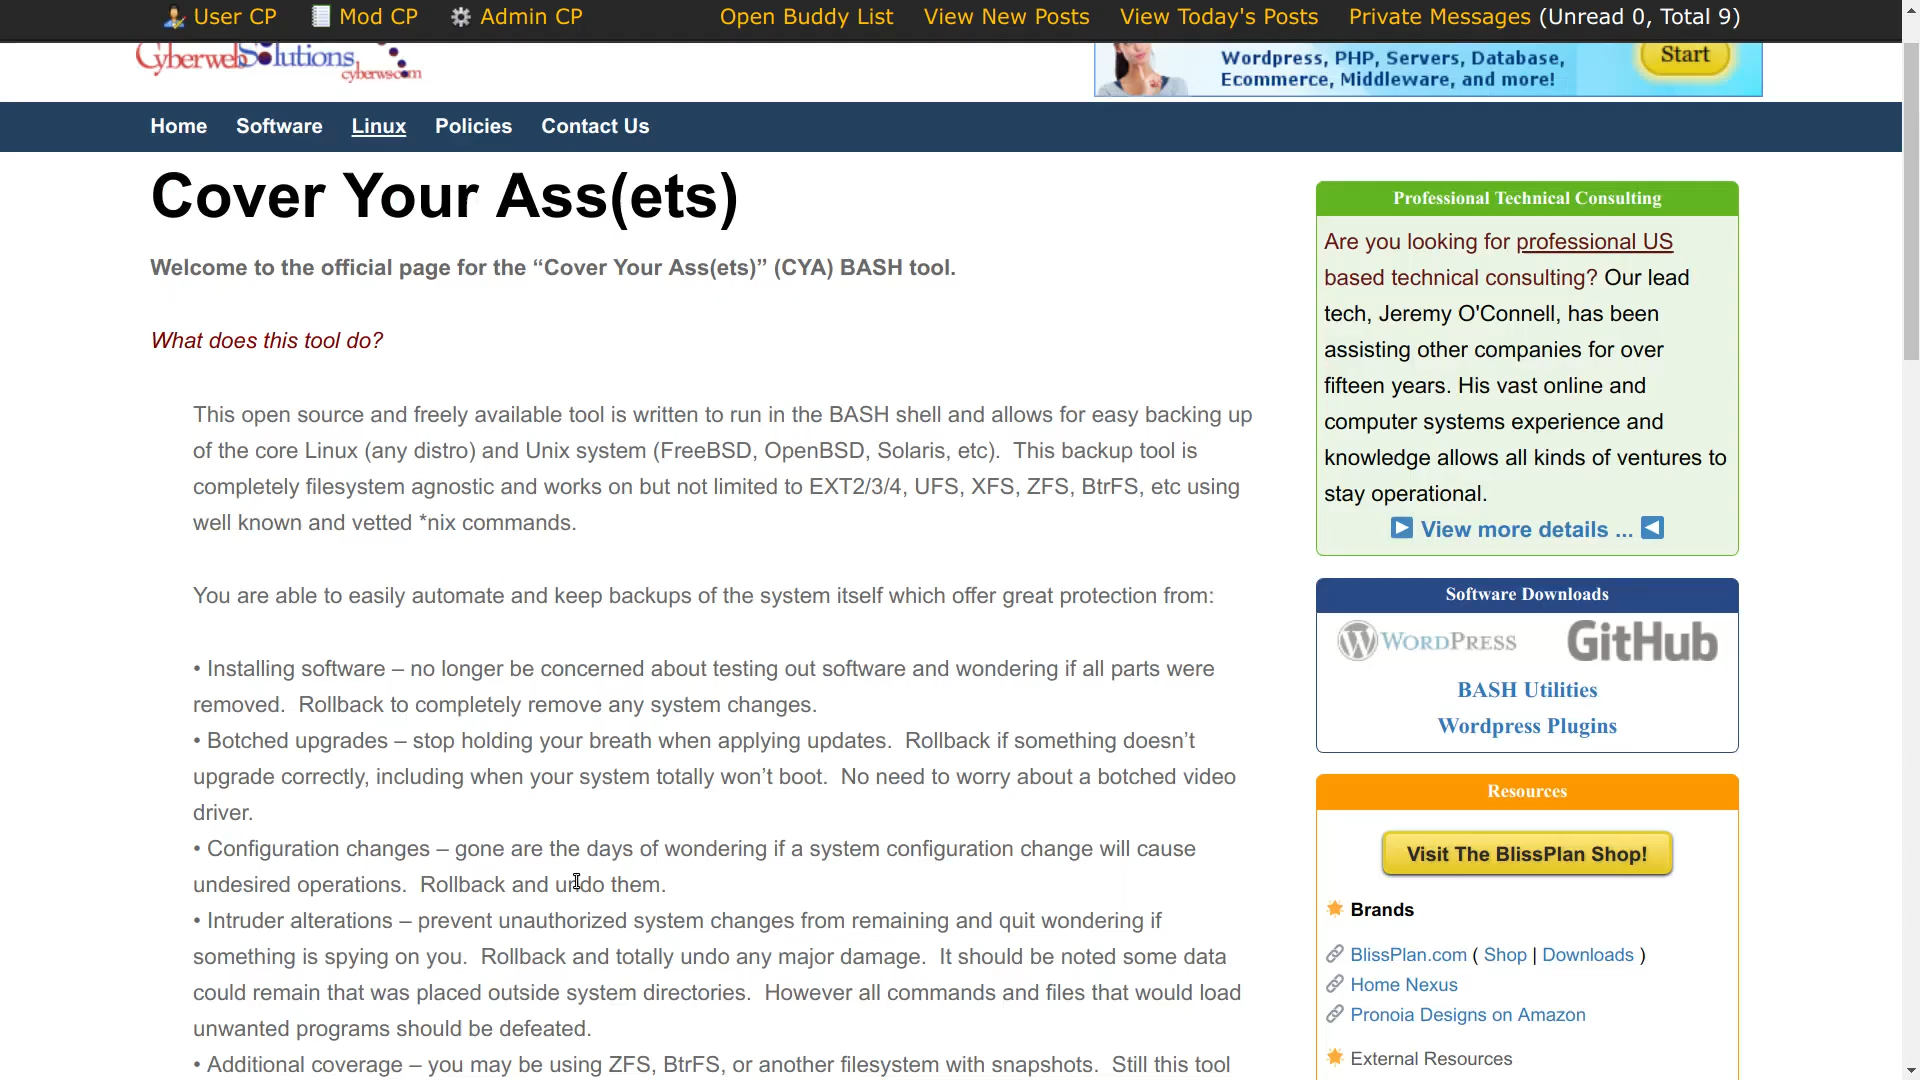 User CP Mod CP Admin CP Open Buddy List View New Posts View Today's Posts Private Messages (Unread 0, Total 9)
CyberwebSolutions
cyberws.com
Wordpress, PHP, Servers, Database,
Ecommerce, Middleware, and more!
Start
Home Software Linux Policies Contact Us
Cover Your Ass(ets)
Welcome to the official page for the “Cover Your Ass(ets)” (CYA) BASH tool.
What does this tool do?
This open source and freely available tool is written to run in the BASH shell and allows for easy backing up
of the core Linux (any distro) and Unix system (FreeBSD, OpenBSD, Solaris, etc).  This backup tool is
completely filesystem agnostic and works on but not limited to EXT2/3/4, UFS, XFS, ZFS, BtrFS, etc using
well known and vetted *nix commands.
You are able to easily automate and keep backups of the system itself which offer great protection from:
• Installing software – no longer be concerned about testing out software and wondering if all parts were
removed.  Rollback to completely remove any system changes.
• Botched upgrades – stop holding your breath when applying updates.  Rollback if something doesn’t
upgrade correctly, including when your system totally won’t boot.  No need to worry about a botched video
driver.
• Configuration changes – gone are the days of wondering if a system configuration change will cause
undesired operations.  Rollback and undo them.
• Intruder alterations – prevent unauthorized system changes from remaining and quit wondering if
something is spying on you.  Rollback and totally undo any major damage.  It should be noted some data
could remain that was placed outside system directories.  However all commands and files that would load
unwanted programs should be defeated.
• Additional coverage – you may be using ZFS, BtrFS, or another filesystem with snapshots.  Still this tool
Professional Technical Consulting
Are you looking for professional US
based technical consulting? Our lead
tech, Jeremy O'Connell, has been
assisting other companies for over
fifteen years. His vast online and
computer systems experience and
knowledge allows all kinds of ventures to
stay operational.
View more details ...
Software Downloads
WORDPRESS GitHub
BASH Utilities
Wordpress Plugins
Resources
Visit The BlissPlan Shop!
Brands
BlissPlan.com ( Shop | Downloads )
Home Nexus
Pronoia Designs on Amazon
External Resources